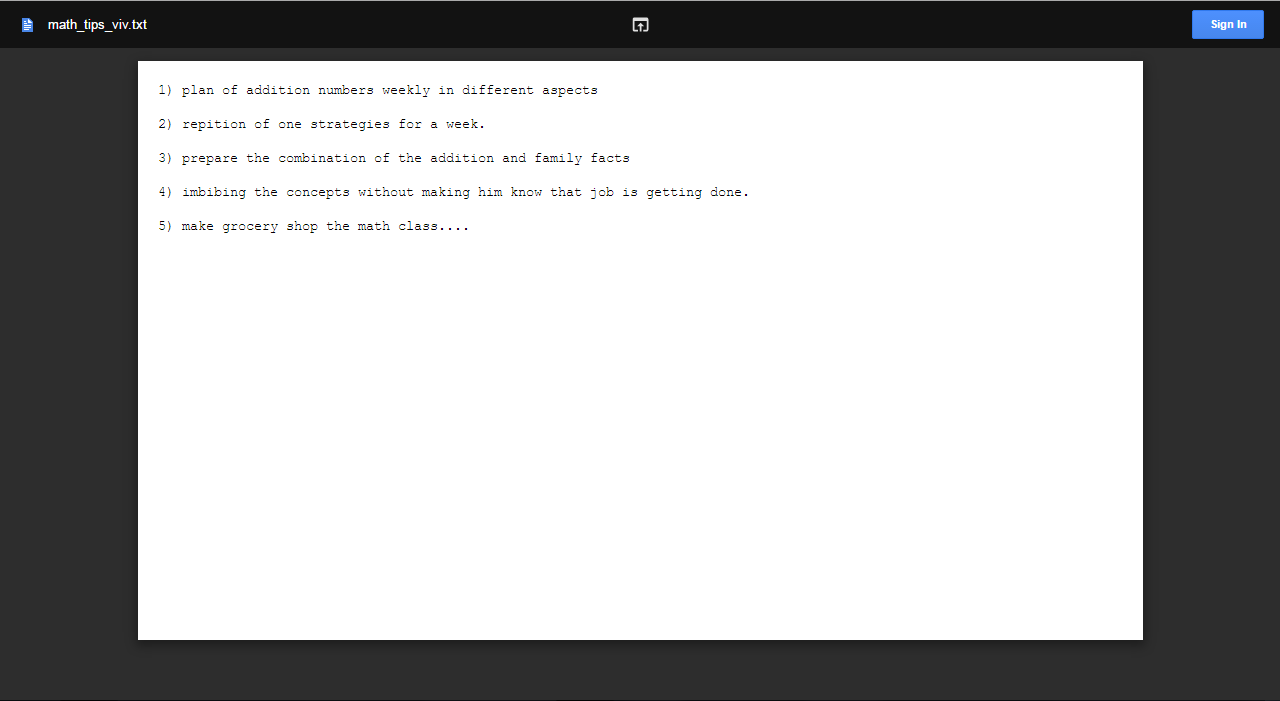 math_tips_viv.txt
Sign In
1) plan of addition numbers weekly in different aspects
2) repition of one strategies for a week.
3) prepare the combination of the addition and family facts
4) imbibing the concepts without making him know that job is getting done.
5) make grocery shop the math class....